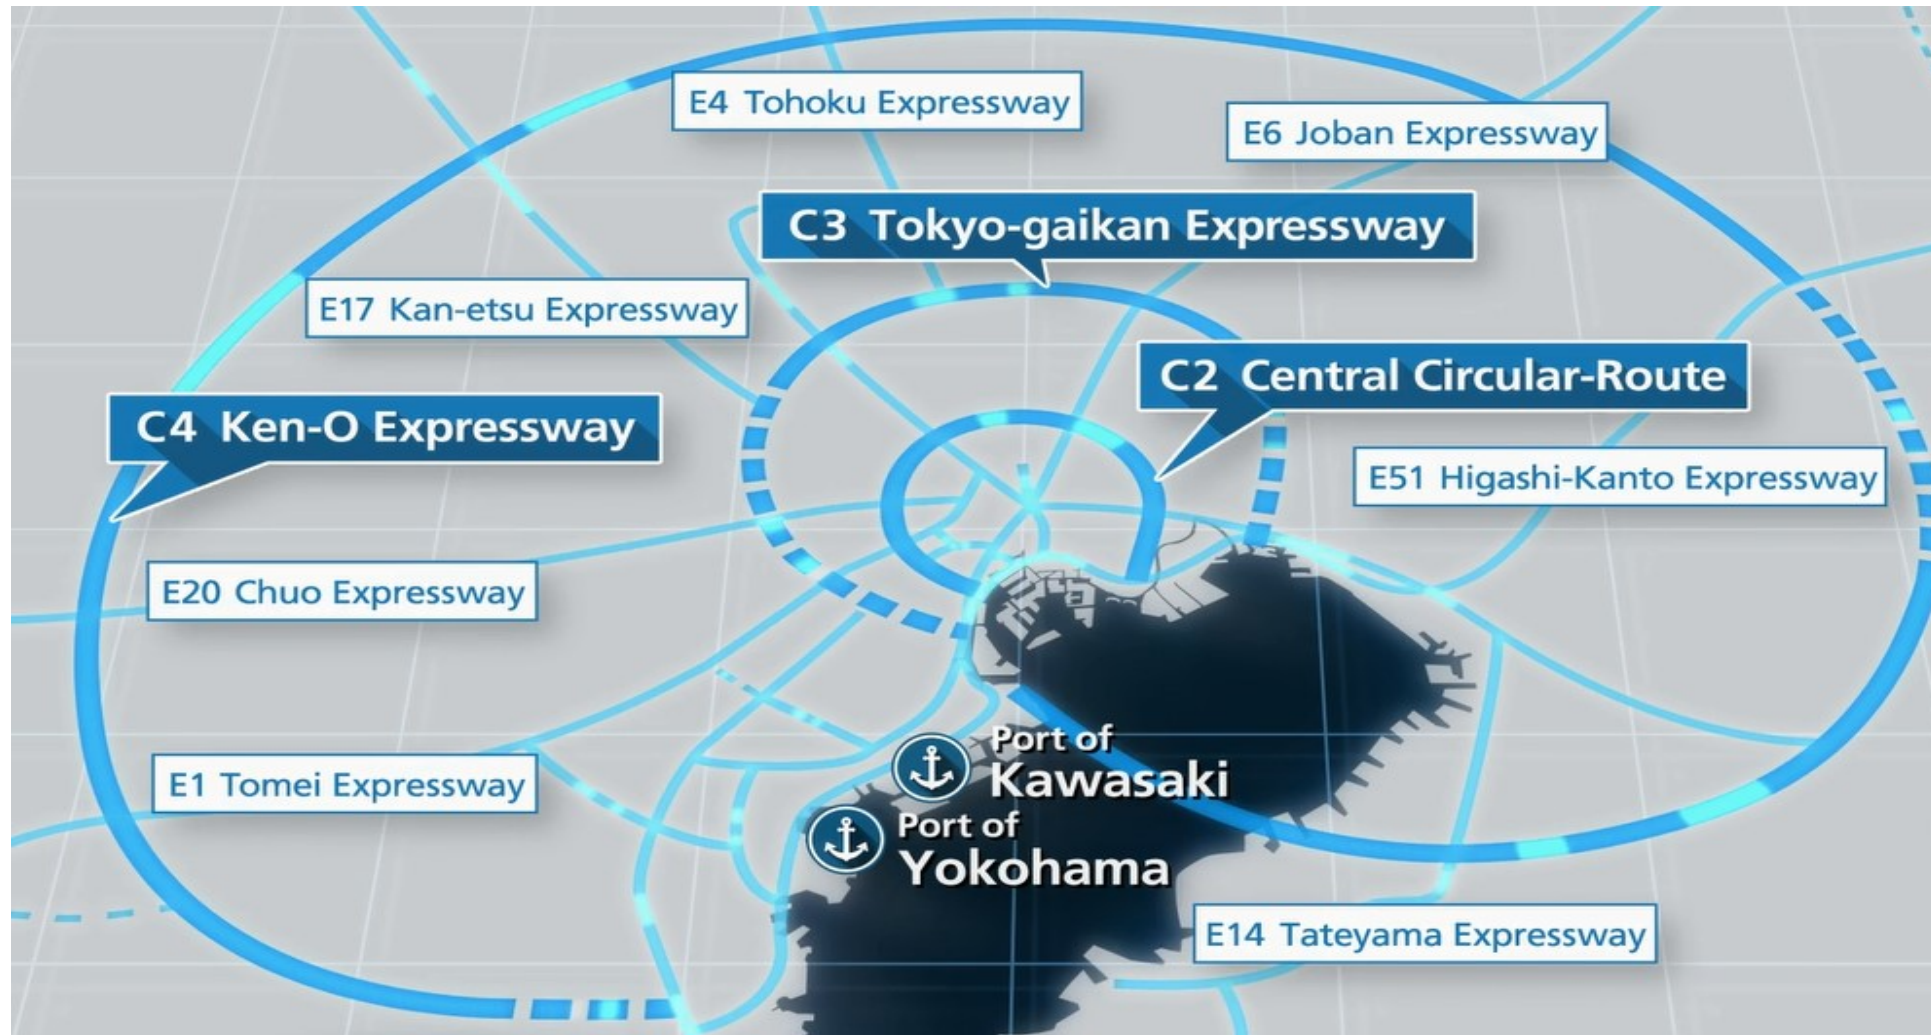 E4 Tohoku Expressway
E6 Joban Expressway
C3 Tokyo-gaikan Expressway
E17 Kan-etsu Expressway
C2 Central Circular-Route
C4 Ken-O Expressway
E51 Higashi-Kanto Expressway
E20 Chuo Expressway
E1 Tomei Expressway
Port of
Kawasaki
Port of
Yokohama
E14 Tateyama Expressway